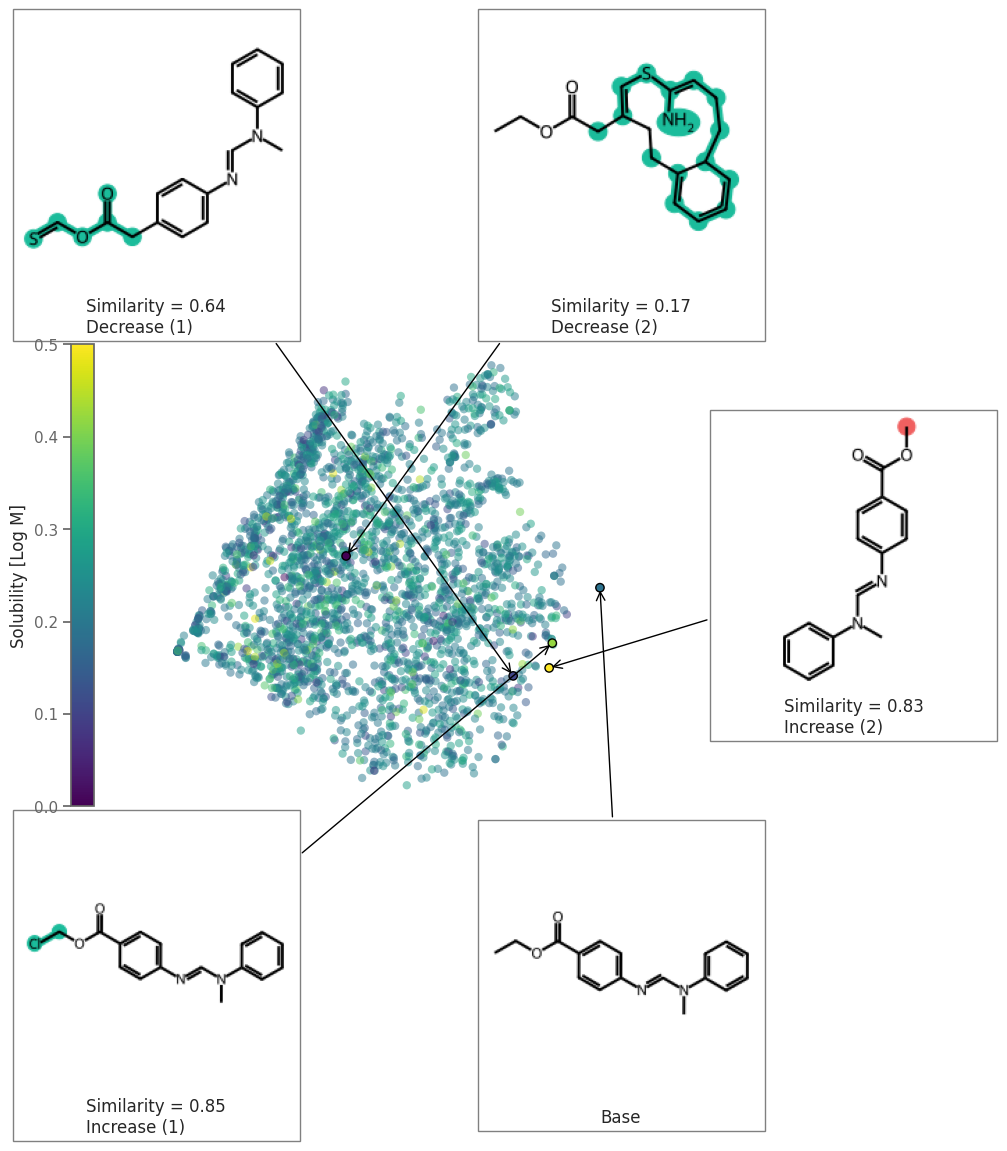 N
N
O
O
S
Similarity = 0.64
Decrease (1)
S
O
O
NH2
Similarity = 0.17
Decrease (2)
0.5
0.4
0.3
0.2
0.1
0.0
Solubility [Log M]
O
O
N
N
Similarity = 0.83
Increase (2)
O
Cl
O
N
N
Similarity = 0.85
Increase (1)
O
O
N
N
Base